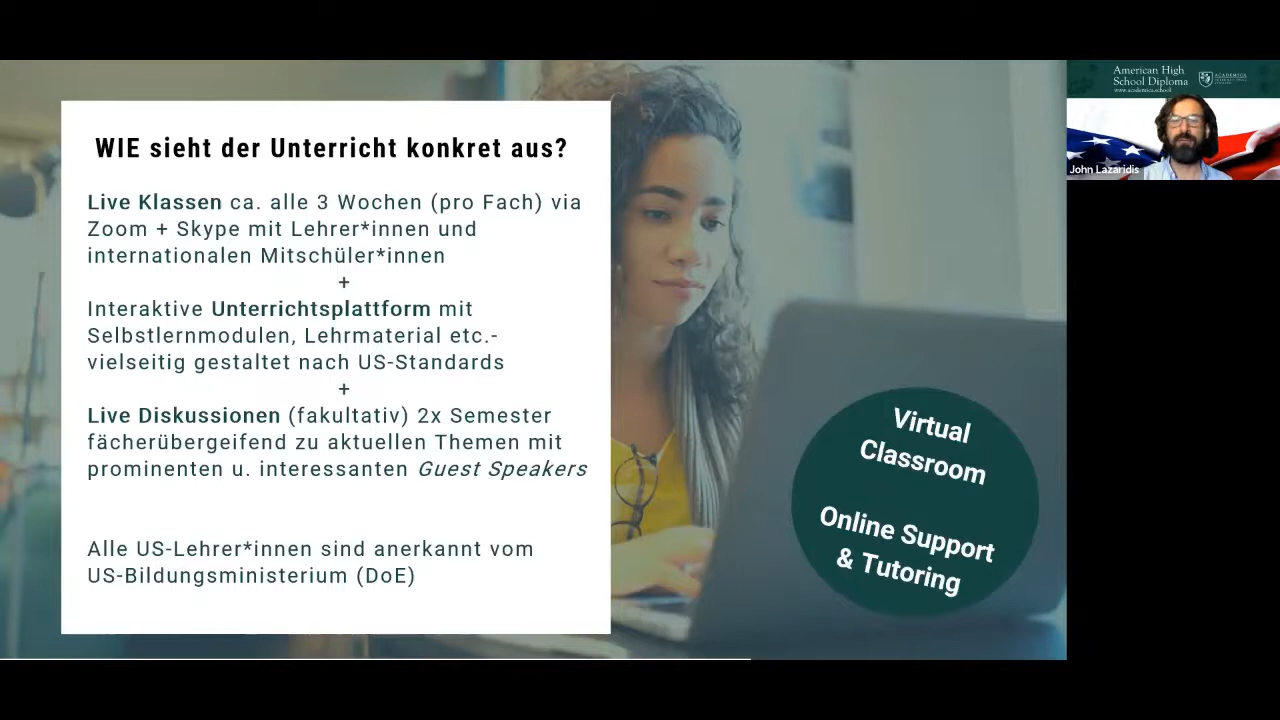 WIE sieht der Unterricht konkret aus?
Live Klassen ca. alle 3 Wochen (pro Fach) via
Zoom + Skype mit Lehrer*innen und
internationalen Mitschüler*innen
+
Interaktive Unterrichtsplattform mit
Selbstlernmodulen, Lehrmaterial etc.-
vielseitig gestaltet nach US-Standards
+
Live Diskussionen (fakultativ) 2x Semester
fächerübergeifend zu aktuellen Themen mit
prominenten u. interessanten Guest Speakers
Alle US-Lehrer*innen sind anerkannt vom
US-Bildungsministerium (DoE)
Virtual
Classroom
Online Support
& Tutoring
American High
School Diploma
www.academica.school
ACADEMICA
John Lazaridis